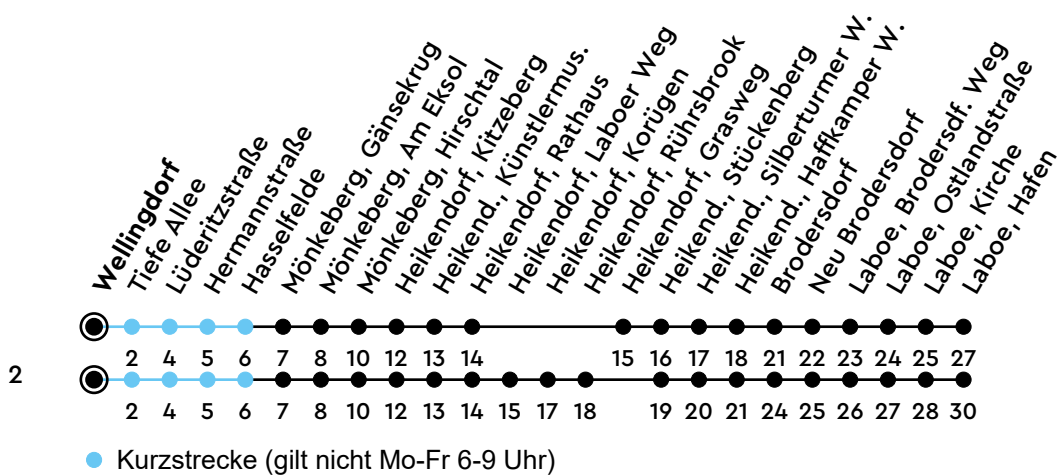 Wellingdorf
Tiefe Allee
Lüderitzstraße
Hermannstraße
Hasselfelde
Mönkeberg, Gänsekrug
Mönkeberg, Am Eksol
Mönkeberg, Hirschtal
Heikendorf, Kitzeberg
Heikend., Künstlermus.
Heikendorf, Rathaus
Heikendorf, Laboer Weg
Heikendorf, Korügen
Heikendorf, Rührsbrook
Heikendorf, Grasweg
Heikend., Stückenberg
Heikend., Silberturmer W.
Heikend., Haffkamper W.
Brodersdorf
Neu Brodersdorf
Laboe, Brodersdf. Weg
Laboe, Ostlandstraße
Laboe, Kirche
Laboe, Hafen
2 4 5 6 7 8 10 12 13 14 15 16 17 18 21 22 23 24 25 27
2
2 4 5 6 7 8 10 12 13 14 15 17 18 19 20 21 24 25 26 27 28 30
Kurzstrecke (gilt nicht Mo-Fr 6-9 Uhr)